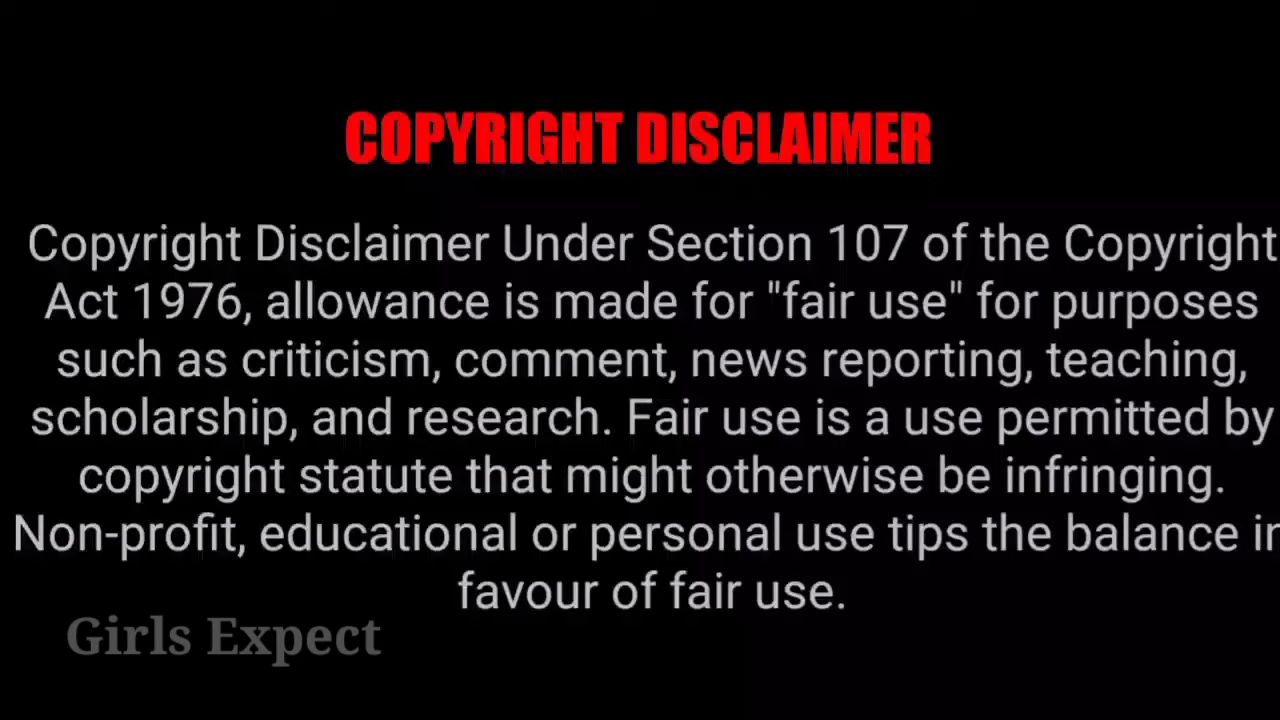 COPYRIGHT DISCLAIMER
Copyright Disclaimer Under Section 107 of the Copyright
Act 1976, allowance is made for "fair use" for purposes
such as criticism, comment, news reporting, teaching,
scholarship, and research. Fair use is a use permitted by
copyright statute that might otherwise be infringing.
Non-profit, educational or personal use tips the balance in
favour of fair use.
Girls Expect